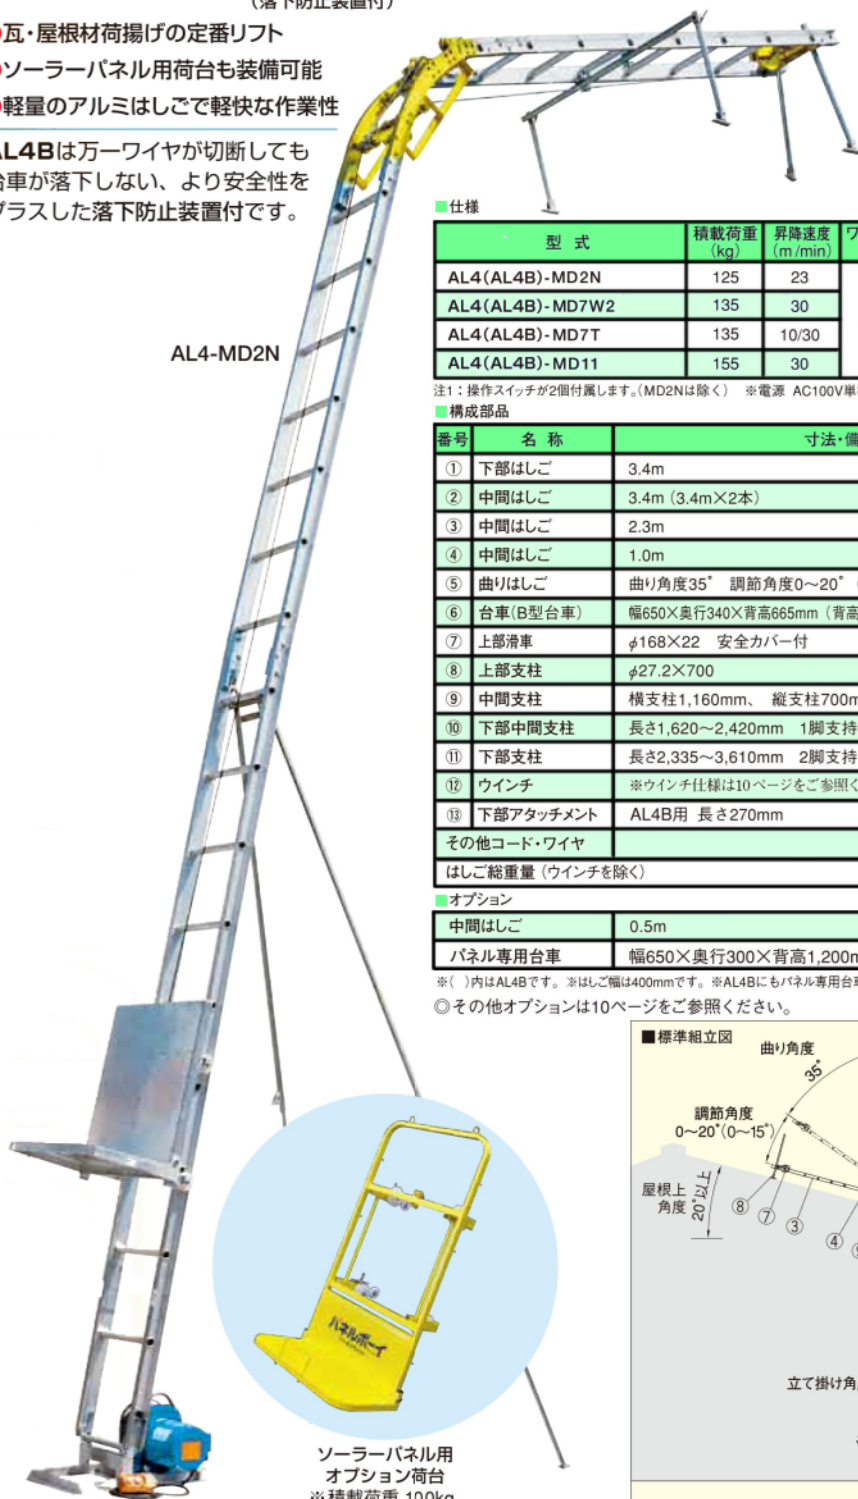 (落下防止装置付)
瓦・屋根材荷揚げの定番リフト
ソーラーパネル用荷台も装備可能
軽量のアルミはしごで軽快な作業性
AL4Bは万一ワイヤが切断しても
台車が落下しない、より安全性を
プラスした落下防止装置付です。
AL4-MD2N
■仕様
型 式 積載荷重(kg) 昇降速度(m/min) ワ
AL4(AL4B)-MD2N 125 23
AL4(AL4B)-MD7W2 135 30
AL4(AL4B)-MD7T 135 10/30
AL4(AL4B)-MD11 155 30
注1：操作スイッチが2個付属します。(MD2Nは除く) ※電源 AC100V単
■構成部品
番号 名 称 寸法・備
① 下部はしご 3.4m
② 中間はしご 3.4m (3.4m×2本)
③ 中間はしご 2.3m
④ 中間はしご 1.0m
⑤ 曲りはしご 曲り角度35° 調節角度0〜20°
⑥ 台車(B型台車) 幅650×奥行340×背高665mm (背高
⑦ 上部滑車 φ168×22 安全カバー付
⑧ 上部支柱 φ27.2×700
⑨ 中間支柱 横支柱1,160mm、 縦支柱700m
⑩ 下部中間支柱 長さ1,620〜2,420mm 1脚支持
⑪ 下部支柱 長さ2,335〜3,610mm 2脚支持
⑫ ウインチ ※ウインチ仕様は10ページをご参照く
⑬ 下部アタッチメント AL4B用 長さ270mm
その他コード・ワイヤ
はしご総重量 (ウインチを除く)
■オプション
中間はしご 0.5m
パネル専用台車 幅650×奥行300×背高1,200m
※( )内はAL4Bです。※はしご幅は400mmです。※AL4Bにもパネル専用台車
◎その他オプションは10ページをご参照ください。
■標準組立図
曲り角度
35°
調節角度
0〜20°(0〜15°)
屋根上
角度
20°以上
⑧ ⑦ ③ ④
立て掛け角
パネルボーイ
ソーラーパネル用
オプション荷台
※積載荷重 100kg